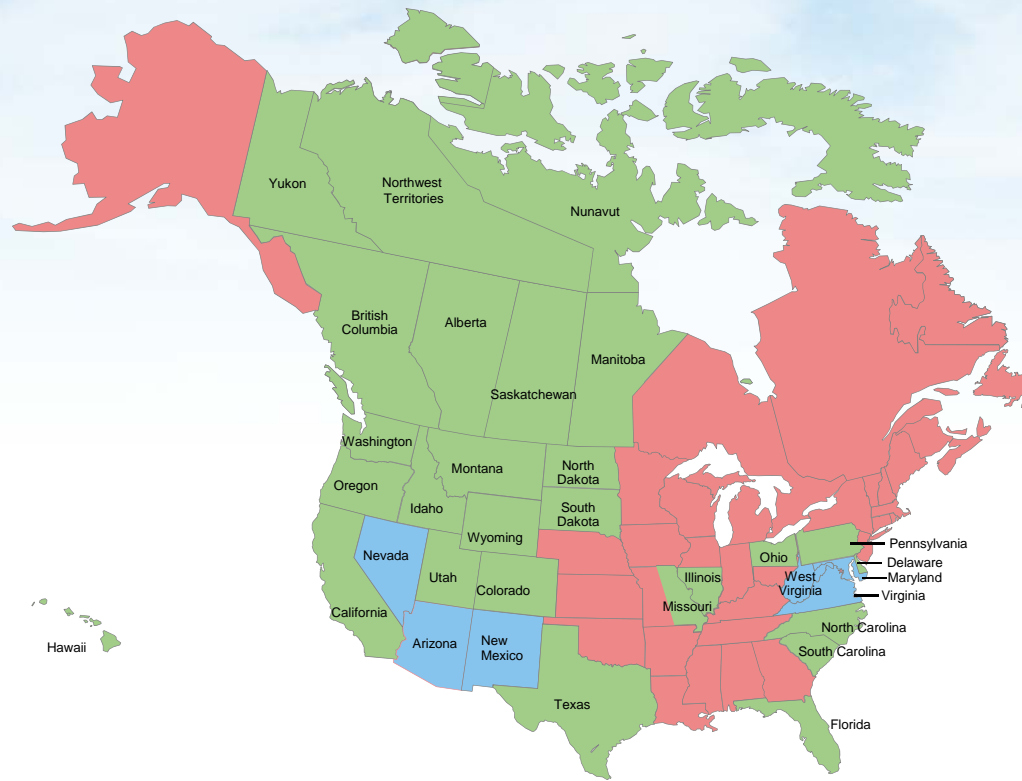 Yukon
Northwest
Territories
Nunavut
British
Columbia
Alberta
Saskatchewan
Manitoba
Washington
Montana
North
Dakota
Oregon
Idaho
South
Dakota
Wyoming
Nevada
Utah
Colorado
California
Arizona
New
Mexico
Hawaii
Texas
Illinois
Missouri
Ohio
West
Virginia
Pennsylvania
Delaware
Maryland
Virginia
North Carolina
South Carolina
Florida